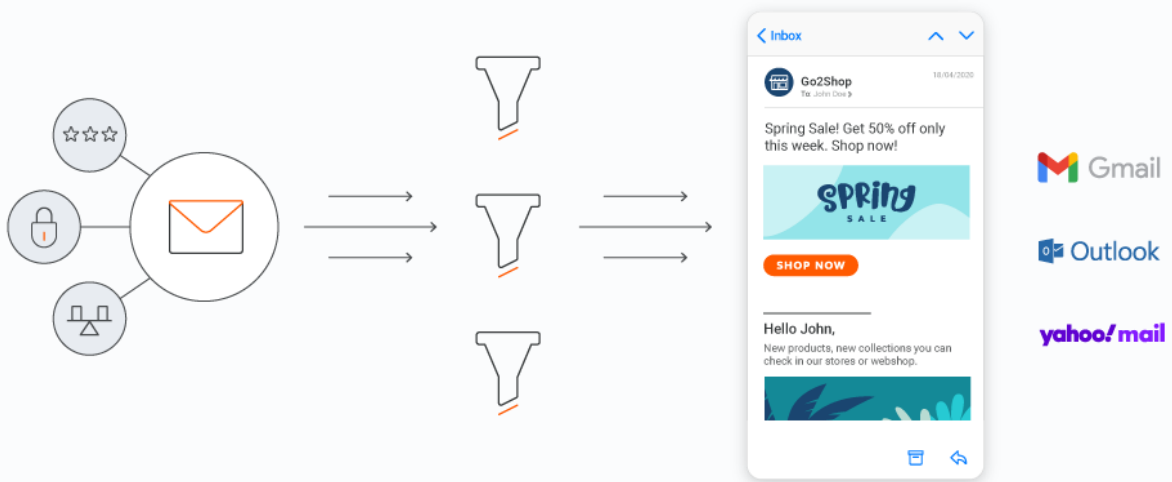 Inbox
Go2Shop
18/04/2020
To: John Doe
Spring Sale! Get 50% off only
this week. Shop now!
SPRing
SALE
SHOP NOW
Hello John,
New products, new collections you can
check in our stores or webshop.
Gmail
Outlook
yahoo!mail